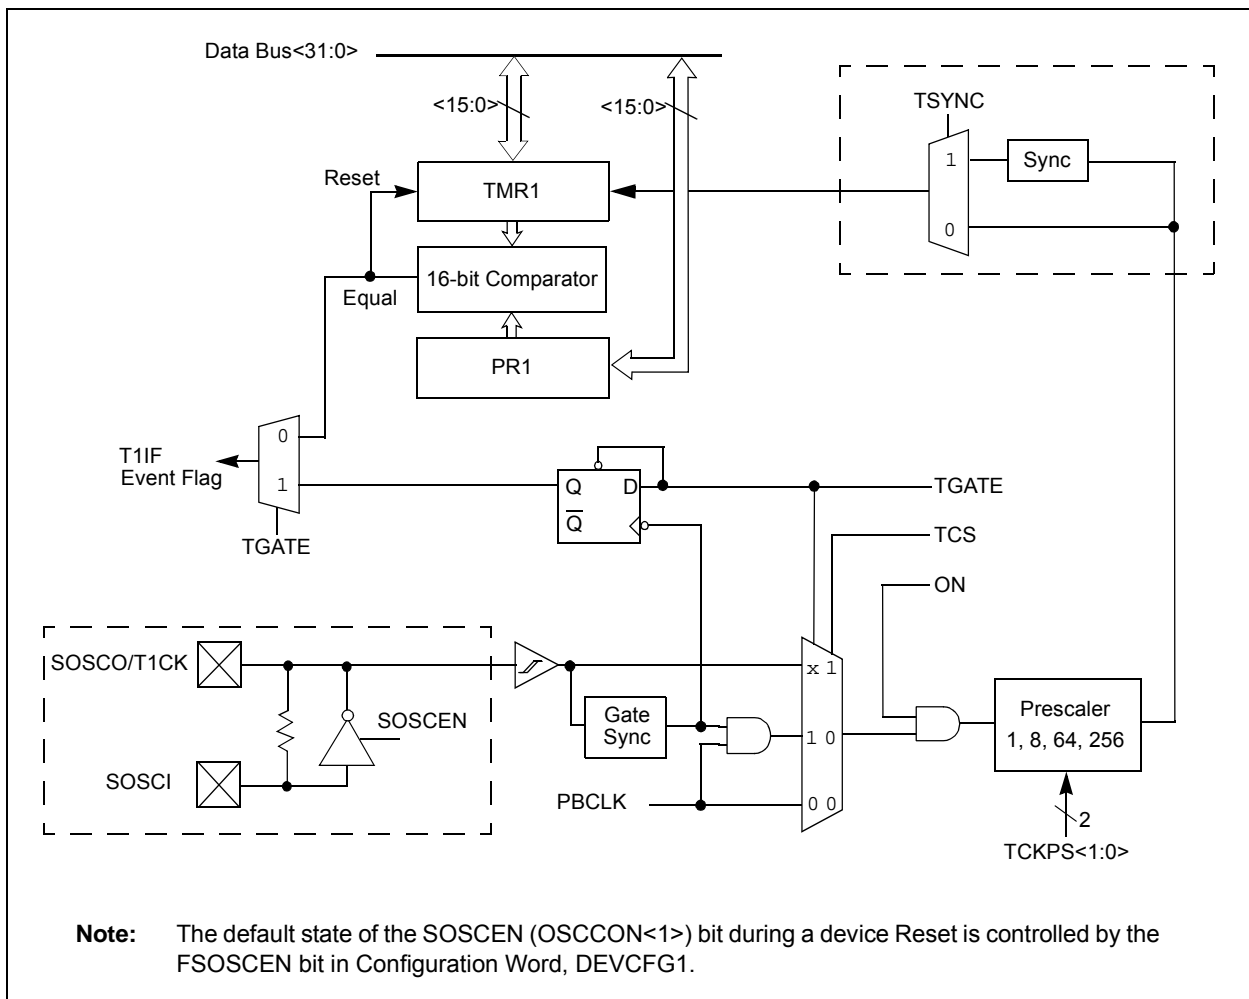 Data Bus<31:0>
<15:0>
<15:0>
TSYNC
1
Sync
0
Reset
TMR1
Equal
16-bit Comparator
PR1
0
1
T1IF
Event Flag
TGATE
Q
D
Q
TGATE
TCS
ON
SOSCO/T1CK
SOSCEN
SOSCI
Gate
Sync
PBCLK
x 1
1 0
0 0
Prescaler
1, 8, 64, 256
2
TCKPS<1:0>
Note: The default state of the SOSCEN (OSCCON<1>) bit during a device Reset is controlled by the
FSOSCEN bit in Configuration Word, DEVCFG1.